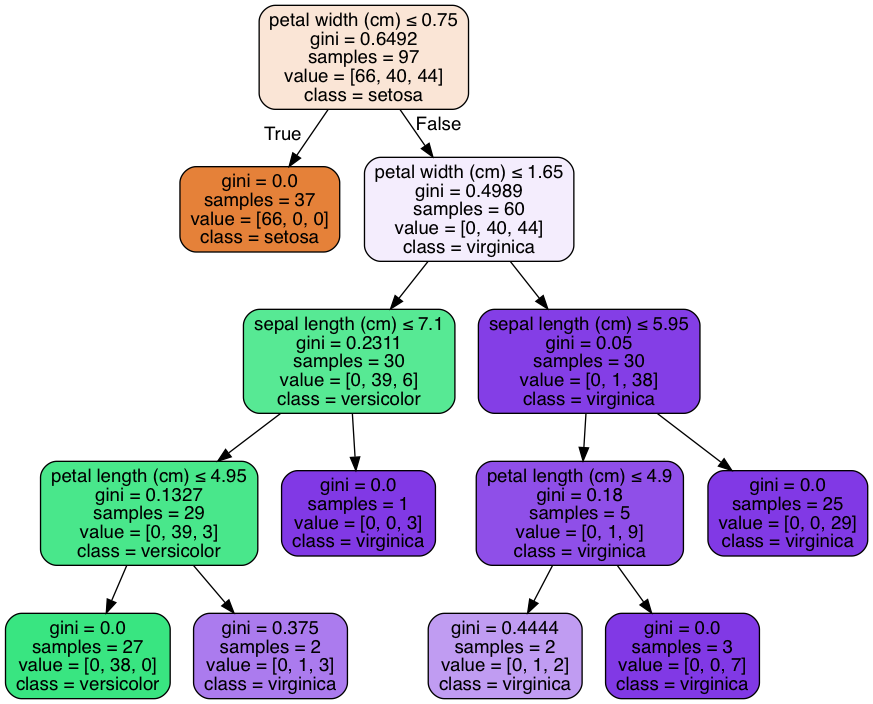 petal width (cm) ≤ 0.75
gini = 0.6492
samples = 97
value = [66, 40, 44]
class = setosa
True
False
gini = 0.0
samples = 37
value = [66, 0, 0]
class = setosa
petal width (cm) ≤ 1.65
gini = 0.4989
samples = 60
value = [0, 40, 44]
class = virginica
sepal length (cm) ≤ 7.1
gini = 0.2311
samples = 30
value = [0, 39, 6]
class = versicolor
sepal length (cm) ≤ 5.95
gini = 0.05
samples = 30
value = [0, 1, 38]
class = virginica
petal length (cm) ≤ 4.95
gini = 0.1327
samples = 29
value = [0, 39, 3]
class = versicolor
gini = 0.0
samples = 1
value = [0, 0, 3]
class = virginica
petal length (cm) ≤ 4.9
gini = 0.18
samples = 5
value = [0, 1, 9]
class = virginica
gini = 0.0
samples = 25
value = [0, 0, 29]
class = virginica
gini = 0.0
samples = 27
value = [0, 38, 0]
class = versicolor
gini = 0.375
samples = 2
value = [0, 1, 3]
class = virginica
gini = 0.4444
samples = 2
value = [0, 1, 2]
class = virginica
gini = 0.0
samples = 3
value = [0, 0, 7]
class = virginica